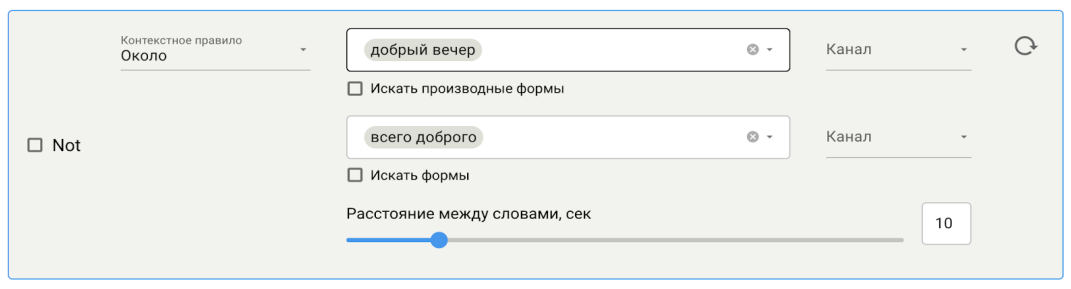 Контекстное правило
Около
добрый вечер
Канал
Искать производные формы
Not
всего доброго
Канал
Искать формы
Расстояние между словами, сек
10